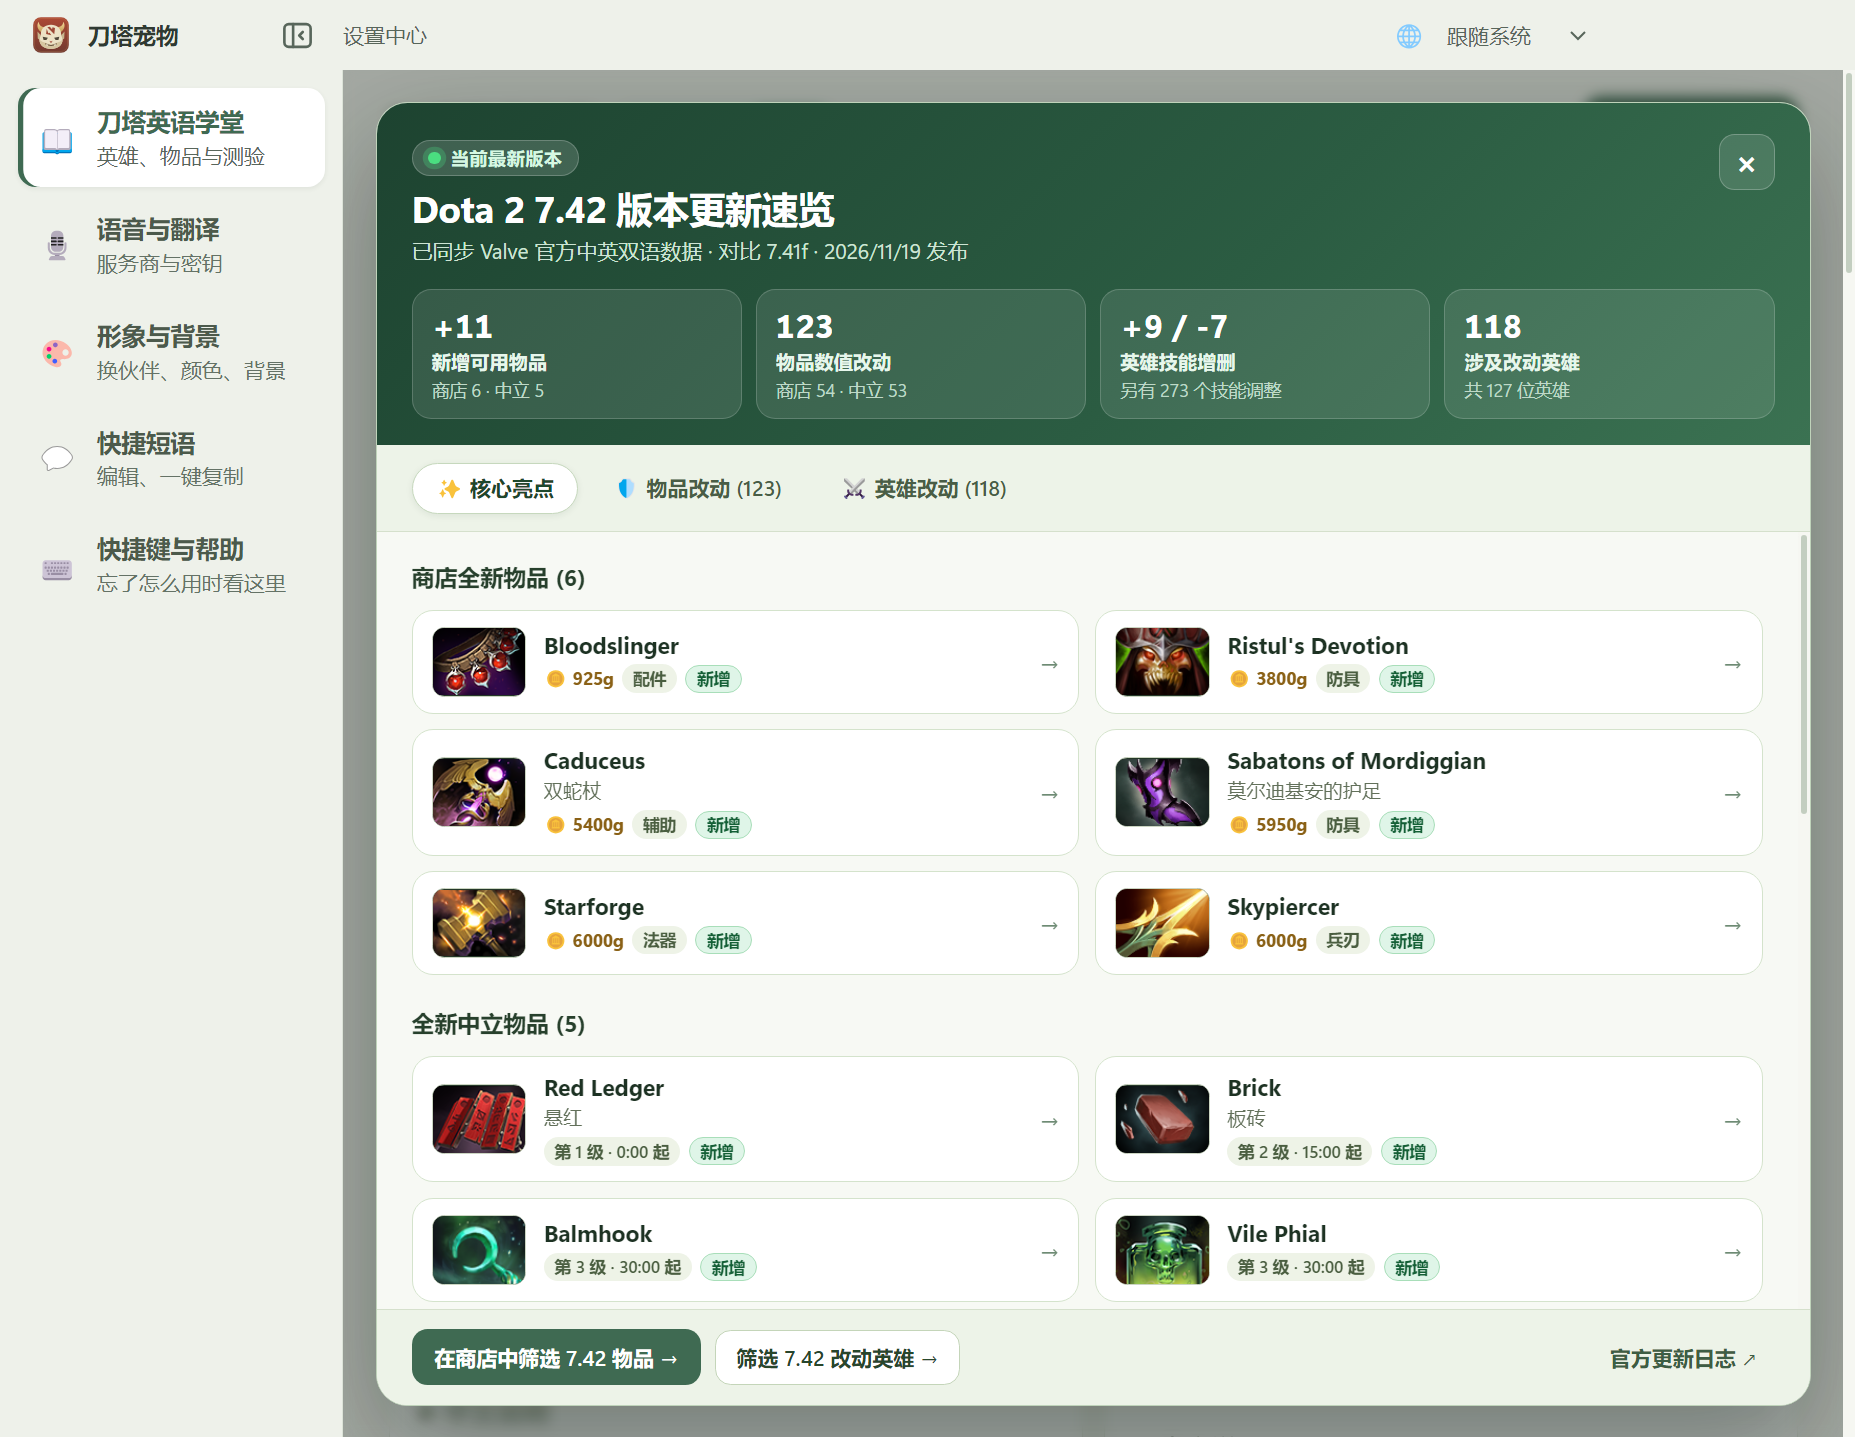 刀塔宠物
设置中心
跟随系统
刀塔英语学堂
英雄、物品与测验
语音与翻译
服务商与密钥
形象与背景
换伙伴、颜色、背景
快捷短语
编辑、一键复制
快捷键与帮助
忘了怎么用时看这里
当前最新版本
Dota 2 7.42 版本更新速览
已同步 Valve 官方中英双语数据 · 对比 7.41f · 2026/11/19 发布
+11
新增可用物品
商店 6 · 中立 5
123
物品数值改动
商店 54 · 中立 53
+9 / -7
英雄技能增删
另有 273 个技能调整
118
涉及改动英雄
共 127 位英雄
核心亮点
物品改动 (123)
英雄改动 (118)
商店全新物品 (6)
Bloodslinger
925g 配件 新增
→
Ristul's Devotion
3800g 防具 新增
→
Caduceus
双蛇杖
5400g 辅助 新增
→
Sabatons of Mordiggian
莫尔迪基安的护足
5950g 防具 新增
→
Starforge
6000g 法器 新增
→
Skypiercer
6000g 兵刃 新增
→
全新中立物品 (5)
Red Ledger
悬红
第 1 级 · 0:00 起 新增
→
Brick
板砖
第 2 级 · 15:00 起 新增
→
Balmhook
第 3 级 · 30:00 起 新增
→
Vile Phial
第 3 级 · 30:00 起 新增
→
在商店中筛选 7.42 物品 →
筛选 7.42 改动英雄 →
官方更新日志 ↗